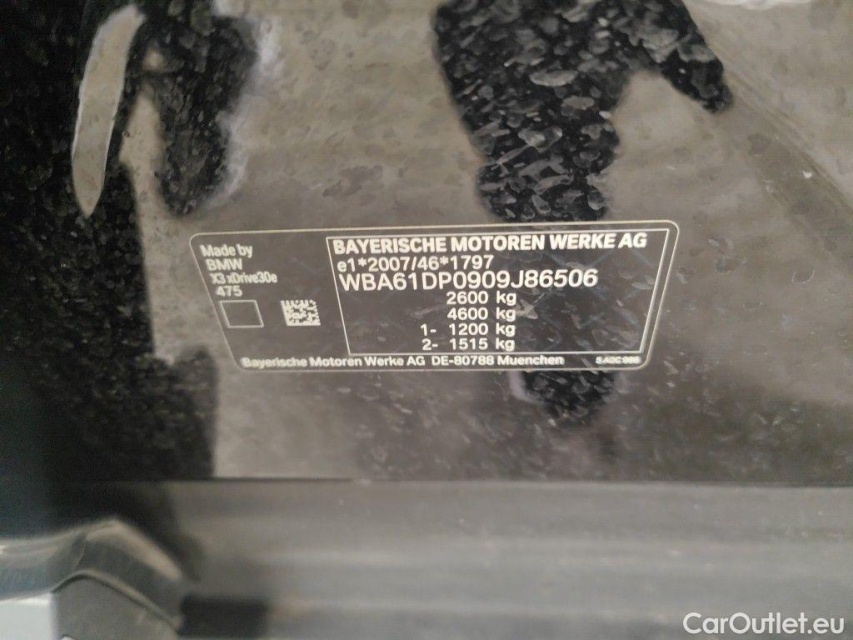 Made by
BMW
X3 xDrive30e
475
BAYERISCHE MOTOREN WERKE AG
e1*2007/46*1797
WBA61DP0909J86506
2600 kg
4600 kg
1- 1200 kg
2- 1515 kg
Bayerische Motoren Werke AG DE-80788 Muenchen
CarOutlet.eu